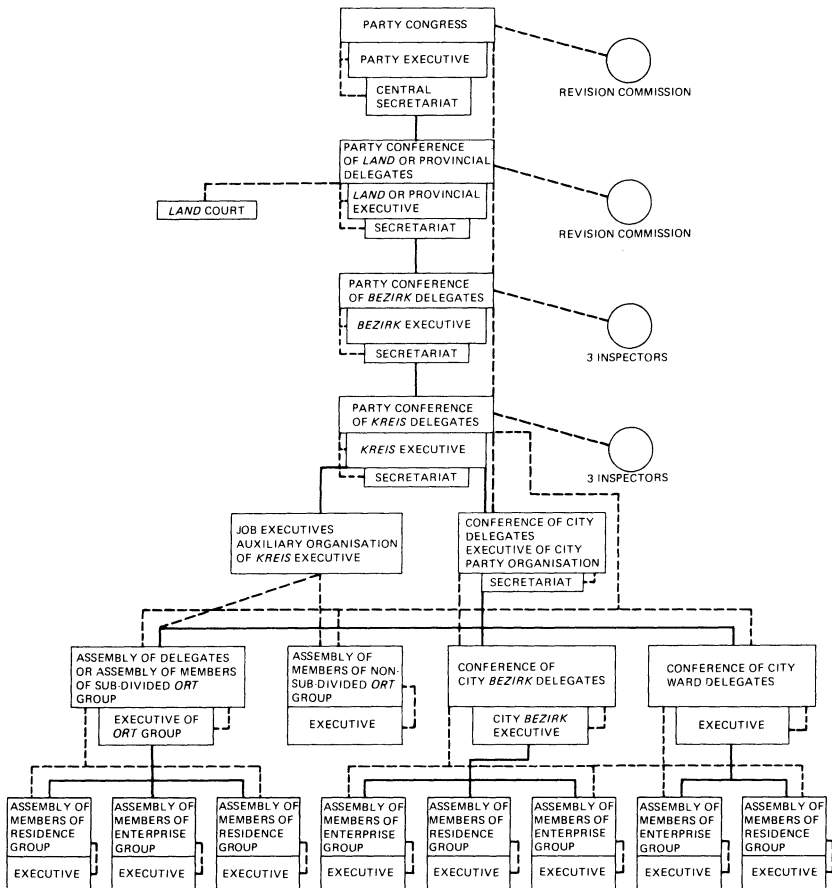 PARTY CONGRESS
PARTY EXECUTIVE
CENTRAL
SECRETARIAT
REVISION COMMISSION
PARTY CONFERENCE
OF LAND OR PROVINCIAL
DELEGATES
LAND OR PROVINCIAL
EXECUTIVE
SECRETARIAT
LAND COURT
REVISION COMMISSION
PARTY CONFERENCE
OF BEZIRK DELEGATES
BEZIRK EXECUTIVE
SECRETARIAT
3 INSPECTORS
PARTY CONFERENCE
OF KREIS DELEGATES
KREIS EXECUTIVE
SECRETARIAT
3 INSPECTORS
JOB EXECUTIVES
AUXILIARY ORGANISATION
OF KREIS EXECUTIVE
CONFERENCE OF CITY
DELEGATES
EXECUTIVE OF CITY
PARTY ORGANISATION
SECRETARIAT
ASSEMBLY OF DELEGATES
OR ASSEMBLY OF MEMBERS
OF SUB-DIVIDED ORT
GROUP
EXECUTIVE OF
ORT GROUP
ASSEMBLY OF
MEMBERS OF NON-
SUB-DIVIDED ORT
GROUP
EXECUTIVE
CONFERENCE OF
CITY BEZIRK DELEGATES
CITY BEZIRK
EXECUTIVE
CONFERENCE OF CITY
WARD DELEGATES
EXECUTIVE
ASSEMBLY OF
MEMBERS OF
RESIDENCE
GROUP
EXECUTIVE
ASSEMBLY OF
MEMBERS OF
ENTERPRISE
GROUP
EXECUTIVE
ASSEMBLY OF
MEMBERS OF
RESIDENCE
GROUP
EXECUTIVE
ASSEMBLY OF
MEMBERS OF
ENTERPRISE
GROUP
EXECUTIVE
ASSEMBLY OF
MEMBERS OF
RESIDENCE
GROUP
EXECUTIVE
ASSEMBLY OF
MEMBERS OF
ENTERPRISE
GROUP
EXECUTIVE
ASSEMBLY OF
MEMBERS OF
ENTERPRISE
GROUP
EXECUTIVE
ASSEMBLY OF
MEMBERS OF
RESIDENCE
GROUP
EXECUTIVE